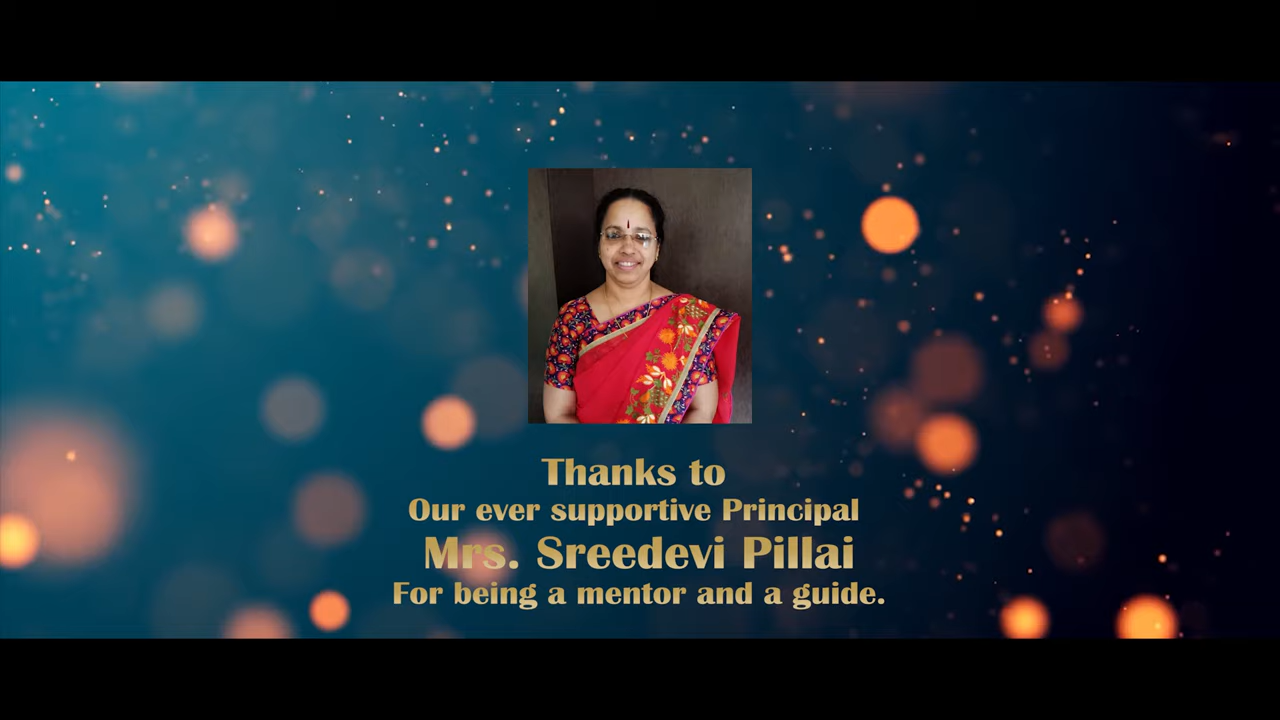 Thanks to
Our ever supportive Principal
Mrs. Sreedevi Pillai
For being a mentor and a guide.